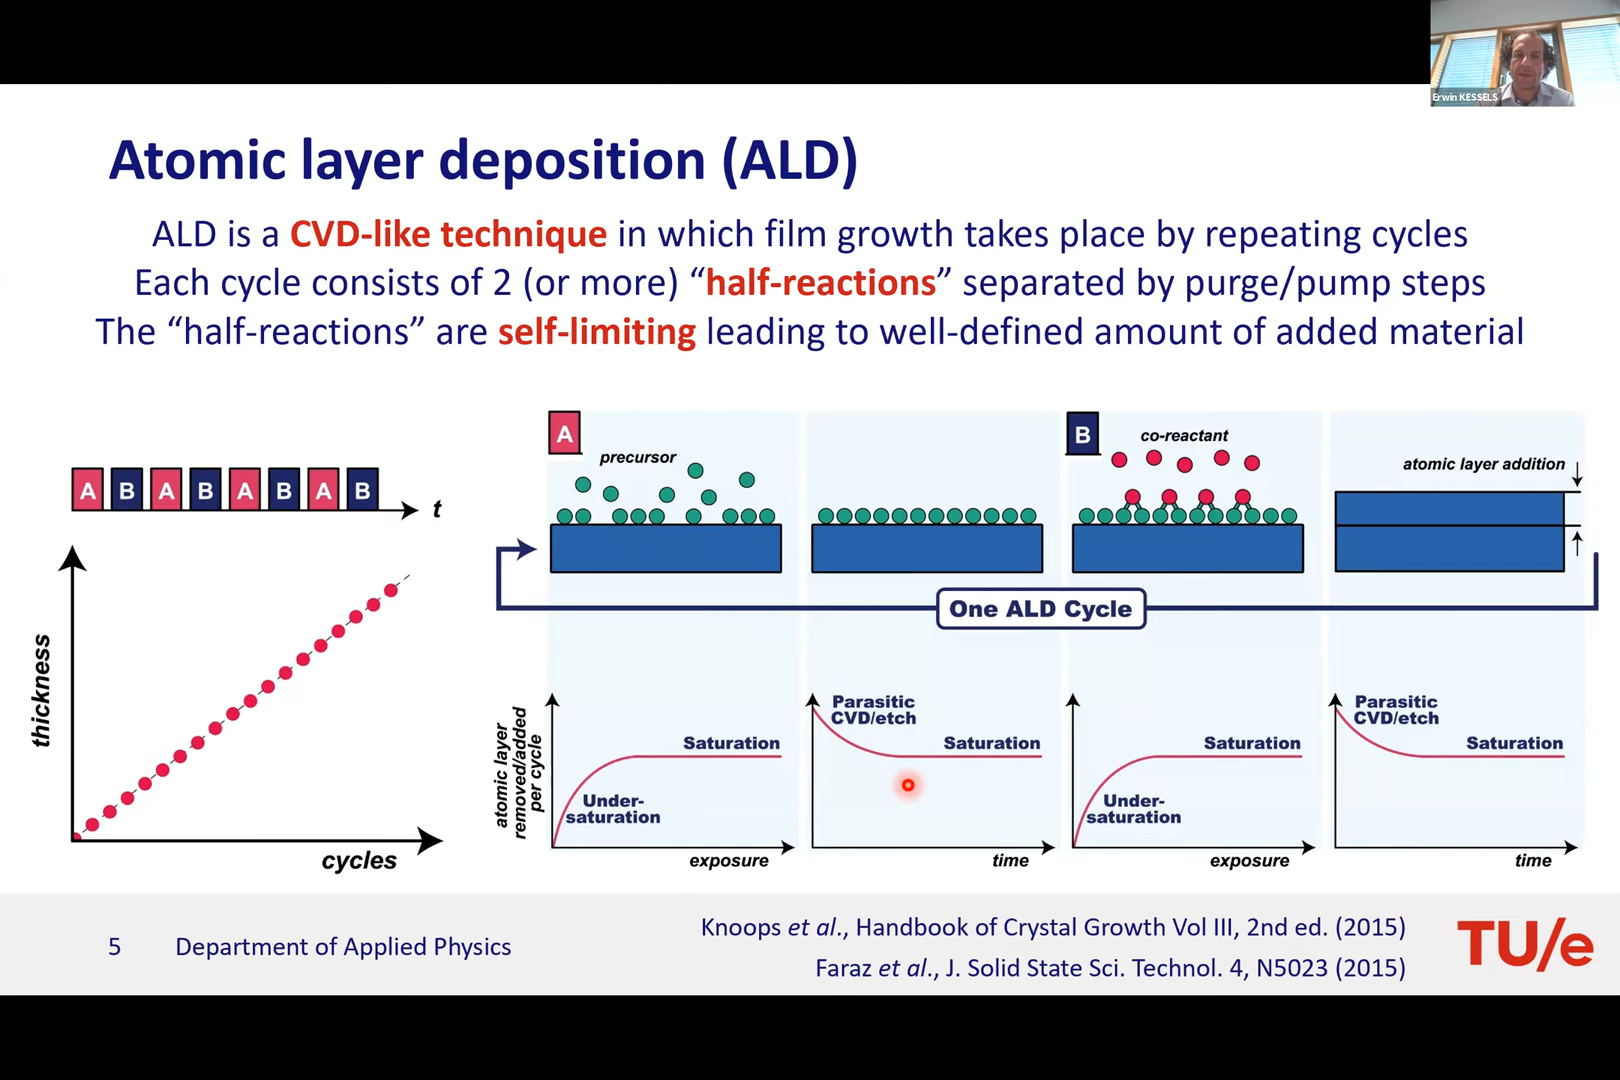 Erwin KESSELS
Atomic layer deposition (ALD)
ALD is a CVD-like technique in which film growth takes place by repeating cycles
Each cycle consists of 2 (or more) “half-reactions” separated by purge/pump steps
The “half-reactions” are self-limiting leading to well-defined amount of added material
A B A B A B A B
t
thickness
cycles
A
precursor
B
co-reactant
atomic layer addition
One ALD Cycle
atomic layer
removed/added
per cycle
Under-
saturation
Saturation
exposure
Parasitic
CVD/etch
Saturation
time
Under-
saturation
Saturation
exposure
Parasitic
CVD/etch
Saturation
time
5 Department of Applied Physics
Knoops et al., Handbook of Crystal Growth Vol III, 2nd ed. (2015)
Faraz et al., J. Solid State Sci. Technol. 4, N5023 (2015)
TU/e